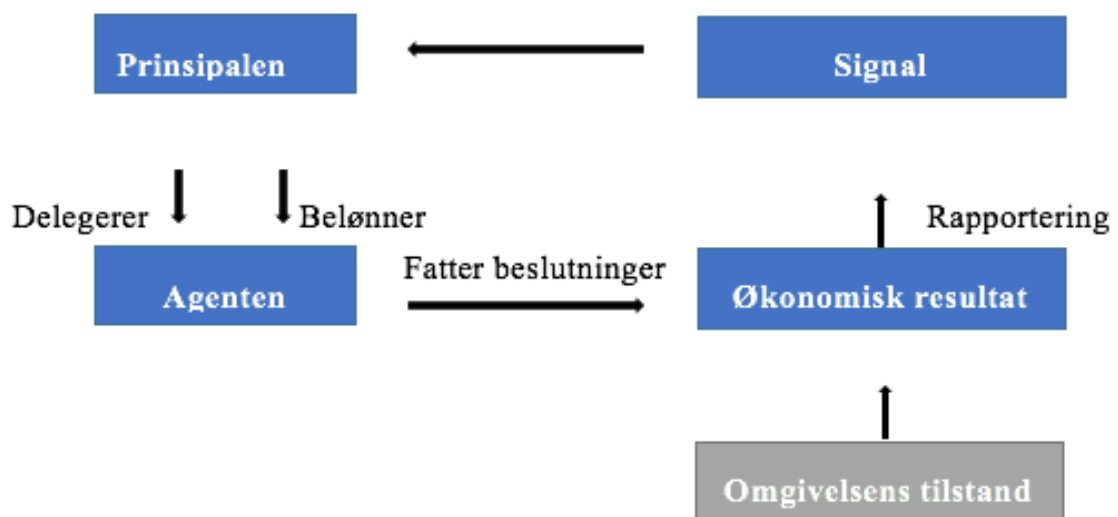 Prinsipalen
Signal
Delegerer
Belønner
Rapportering
Agenten
Fatter beslutninger
Økonomisk resultat
Omgivelsens tilstand